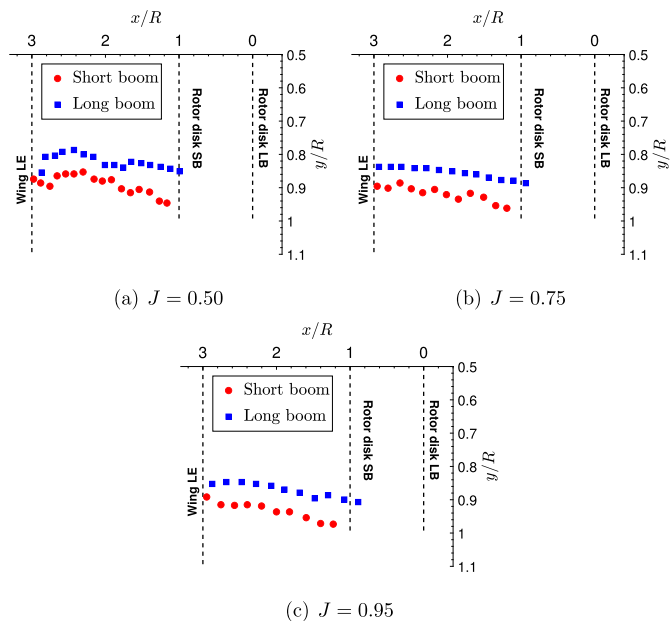 x/R
3 2 1 0
0.5
0.6
0.7
0.8
0.9
1
1.1
y/R
Short boom
Long boom
Wing LE
Rotor disk SB
Rotor disk LB
(a) J = 0.50
x/R
3 2 1 0
0.5
0.6
0.7
0.8
0.9
1
1.1
y/R
Short boom
Long boom
Wing LE
Rotor disk SB
Rotor disk LB
(b) J = 0.75
x/R
3 2 1 0
0.5
0.6
0.7
0.8
0.9
1
1.1
y/R
Short boom
Long boom
Wing LE
Rotor disk SB
Rotor disk LB
(c) J = 0.95